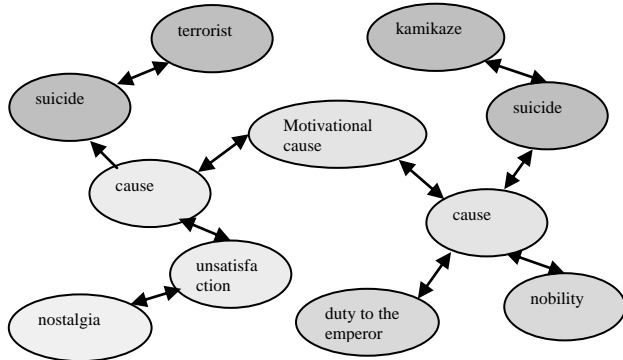 terrorist
kamikaze
suicide
suicide
Motivational
cause
cause
cause
unsatisfa
ction
nobility
nostalgia
duty to the
emperor